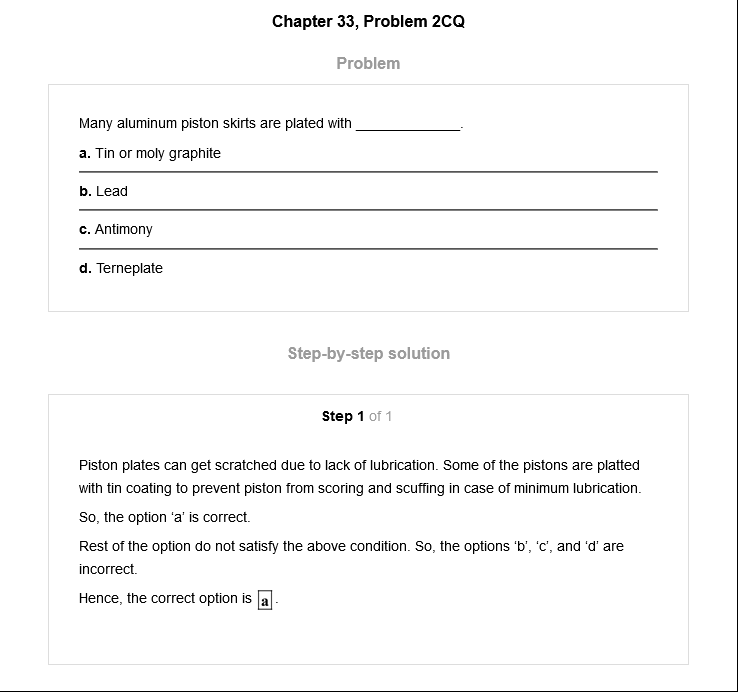 Chapter 33, Problem 2CQ
Problem
Many aluminum piston skirts are plated with _____________.
a. Tin or moly graphite
b. Lead
c. Antimony
d. Terneplate
Step-by-step solution
Step 1 of 1
Piston plates can get scratched due to lack of lubrication. Some of the pistons are platted
with tin coating to prevent piston from scoring and scuffing in case of minimum lubrication.
So, the option ‘a’ is correct.
Rest of the option do not satisfy the above condition. So, the options ‘b’, ‘c’, and ‘d’ are
incorrect.
Hence, the correct option is a .